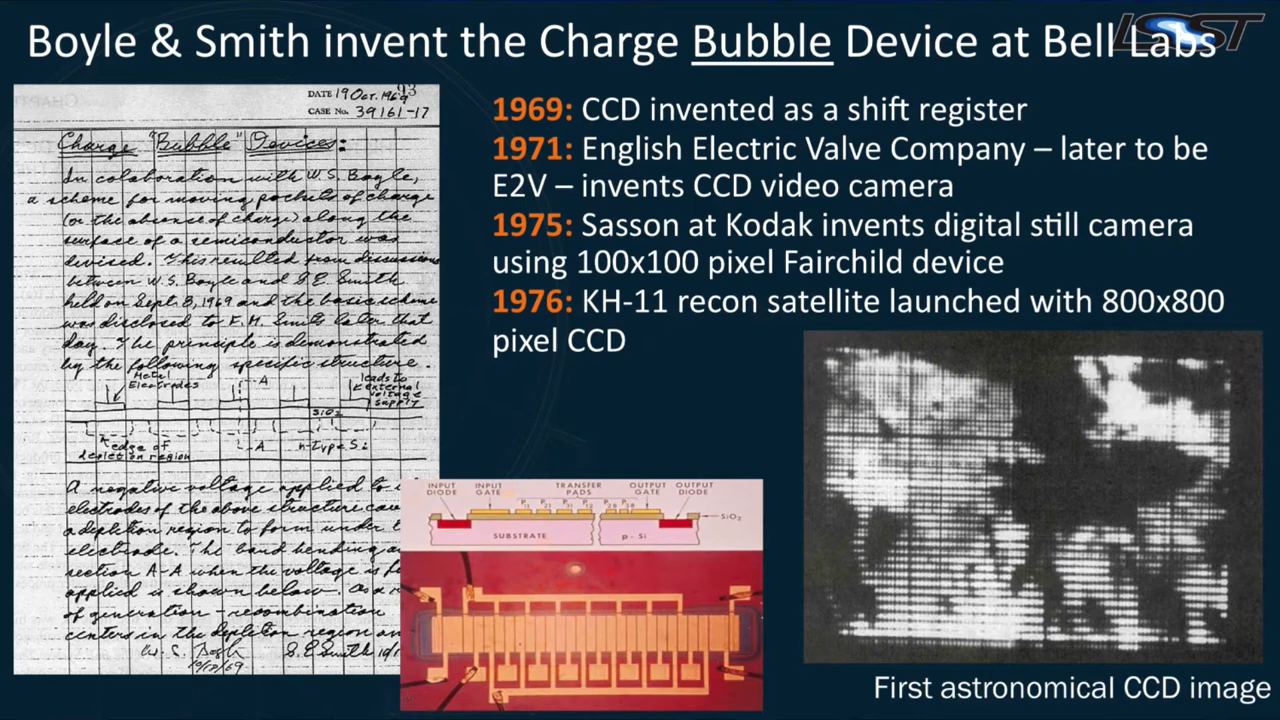 Boyle & Smith invent the Charge Bubble Device at Bell Labs
LSST
DATE 19 Oct. 1969
93
CASE No. 39161-17
Charge "Bubble" Devices:
In colaboration with W.S. Boyle,
a scheme for moving pockets of charge
(or the absence of charge) along the
surface of a semiconductor was
devised. This resulted from discussions
between W.S. Boyle and G.E. Smith
held on Sept. 8, 1969 and the basic scheme
was disclosed to F. H. Smits later that
day. The principle is demonstrated
by the following specific structure.
Metal
Electrodes
A
leads to
external
voltage
supply
SiO2
edge of
depletion region
A
n-type Si
A negative voltage applied to
electrodes of the above structure
a depletion region to form under
electrode. The band bending
section A-A when the voltage is
applied is shown below.
of generation - recombination
centers in the depletion region
1969: CCD invented as a shift register
1971: English Electric Valve Company – later to be
E2V – invents CCD video camera
1975: Sasson at Kodak invents digital still camera
using 100x100 pixel Fairchild device
1976: KH-11 recon satellite launched with 800x800
pixel CCD
INPUT DIODE INPUT GATE TRANSFER PADS OUTPUT GATE OUTPUT DIODE
SiO2
SUBSTRATE p - Si
First astronomical CCD image